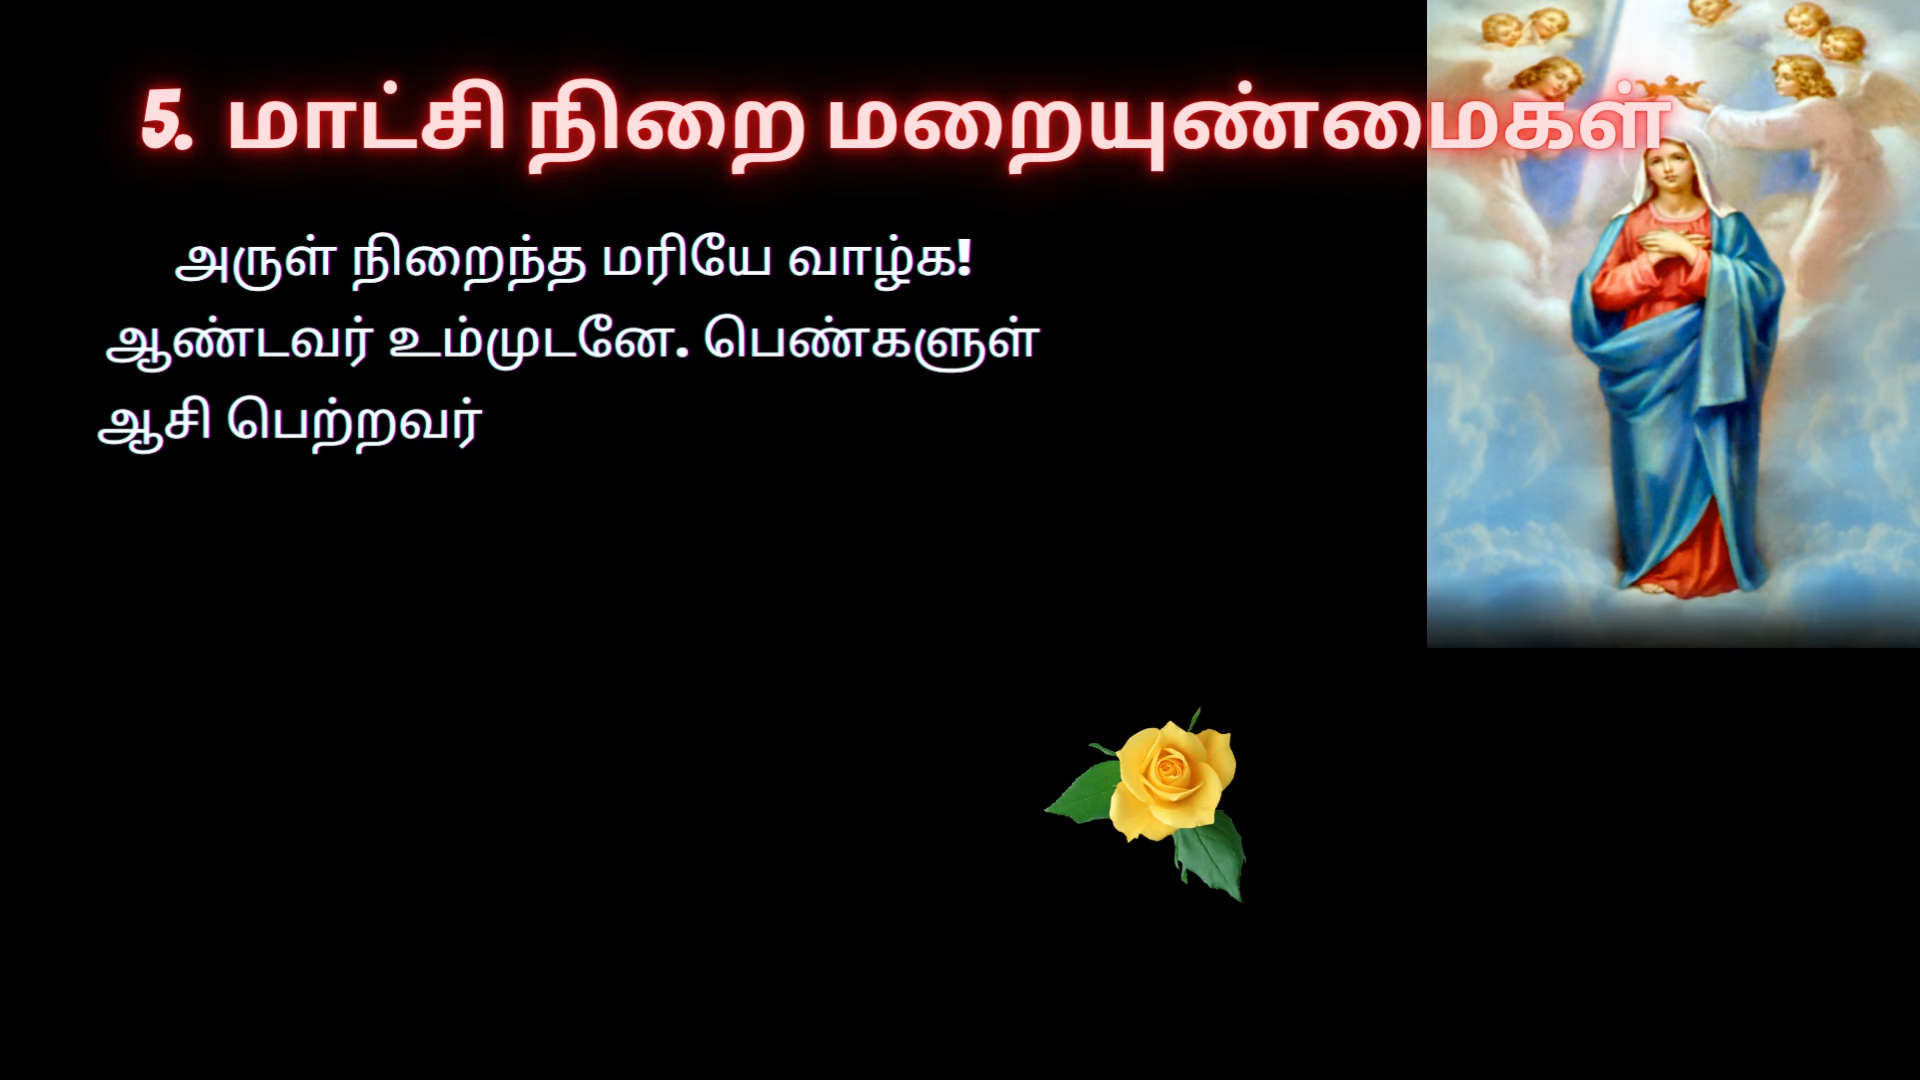 5. மாட்சி நிறை மறையுண்மைகள்
அருள் நிறைந்த மரியே வாழ்க!
ஆண்டவர் உம்முடனே. பெண்களுள்
ஆசி பெற்றவர்